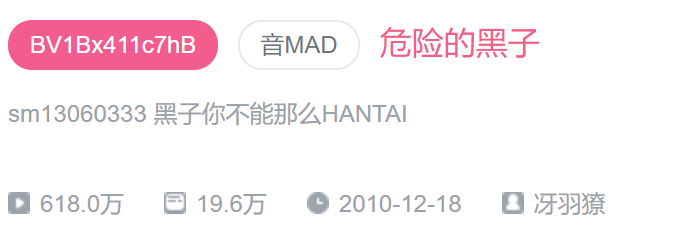 BV1Bx411c7hB 音MAD 危险的黑子
sm13060333 黑子你不能那么HANTAI
618.0万 19.6万 2010-12-18 冴羽獠